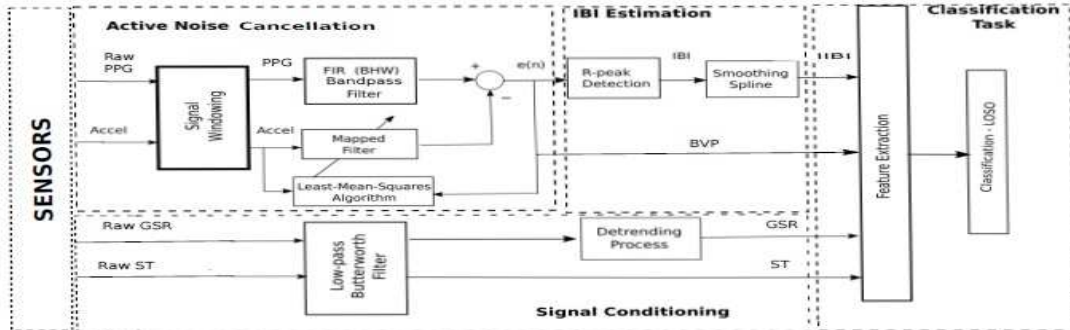 SENSORS
Active Noise Cancellation
Raw
PPG
Accel
Signal
Windowing
PPG
Accel
FIR (BHW)
Bandpass
Filter
Mapped
Filter
Least-Mean-Squares
Algorithm
+
−
e(n)
IBI Estimation
R-peak
Detection
IBI
Smoothing
Spline
IIBI
BVP
Raw GSR
Raw ST
Low-pass
Butterworth
Filter
Detrending
Process
GSR
ST
Signal Conditioning
Classification
Task
Feature Extraction
Classification - LOSO